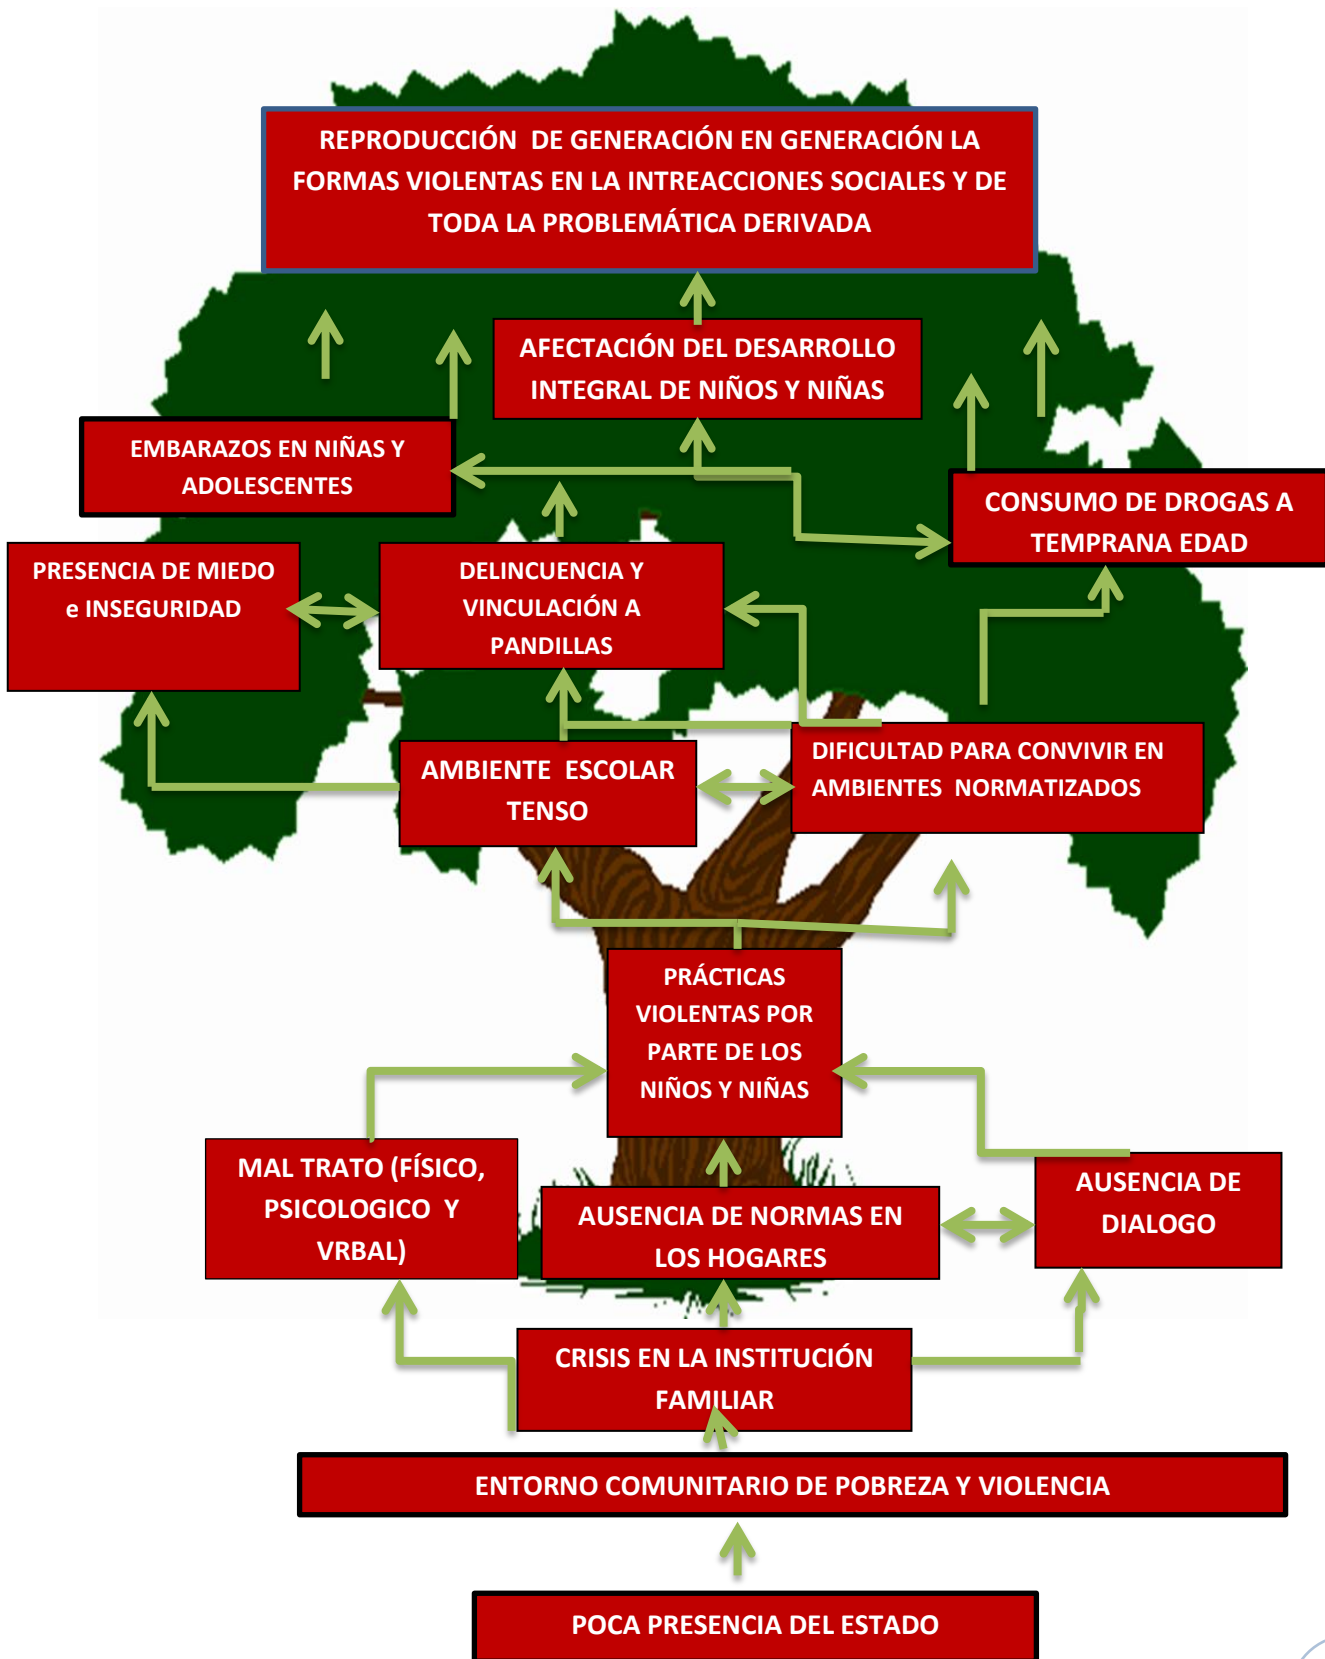 REPRODUCCIÓN DE GENERACIÓN EN GENERACIÓN LA
FORMAS VIOLENTAS EN LA INTREACCIONES SOCIALES Y DE
TODA LA PROBLEMÁTICA DERIVADA
AFECTACIÓN DEL DESARROLLO
INTEGRAL DE NIÑOS Y NIÑAS
EMBARAZOS EN NIÑAS Y
ADOLESCENTES
CONSUMO DE DROGAS A
TEMPRANA EDAD
PRESENCIA DE MIEDO
e INSEGURIDAD
DELINCUENCIA Y
VINCULACIÓN A
PANDILLAS
AMBIENTE ESCOLAR
TENSO
DIFICULTAD PARA CONVIVIR EN
AMBIENTES NORMATIZADOS
PRÁCTICAS
VIOLENTAS POR
PARTE DE LOS
NIÑOS Y NIÑAS
MAL TRATO (FÍSICO,
PSICOLOGICO Y
VRBAL)
AUSENCIA DE NORMAS EN
LOS HOGARES
AUSENCIA DE
DIALOGO
CRISIS EN LA INSTITUCIÓN
FAMILIAR
ENTORNO COMUNITARIO DE POBREZA Y VIOLENCIA
POCA PRESENCIA DEL ESTADO